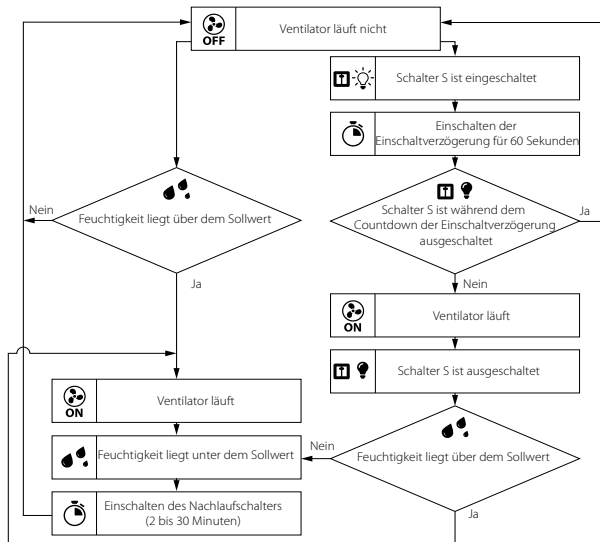 OFF
Ventilator läuft nicht
Schalter S ist eingeschaltet
Einschalten der
Einschaltverzögerung für 60 Sekunden
Nein
Feuchtigkeit liegt über dem Sollwert
Ja
Schalter S ist während dem
Countdown der Einschaltverzögerung
ausgeschaltet
Ja
Nein
ON
Ventilator läuft
Schalter S ist ausgeschaltet
ON
Ventilator läuft
Feuchtigkeit liegt unter dem Sollwert
Nein
Feuchtigkeit liegt über dem Sollwert
Einschalten des Nachlaufschalters
(2 bis 30 Minuten)
Ja